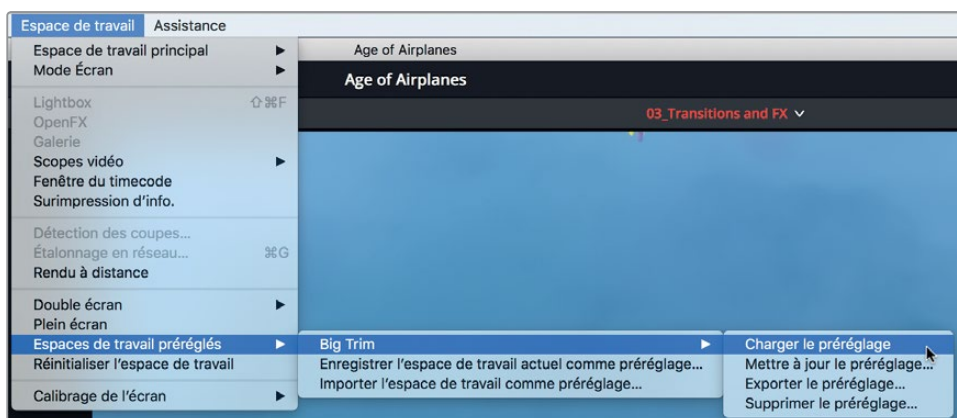 Espace de travail Assistance
Espace de travail principal ▶
Mode Écran ▶
Lightbox ⇧⌘F
OpenFX
Galerie
Scopes vidéo ▶
Fenêtre du timecode
Surimpression d'info.
Détection des coupes...
Étalonnage en réseau... ⌘G
Rendu à distance
Double écran ▶
Plein écran
Espaces de travail préréglés ▶
Réinitialiser l'espace de travail
Calibrage de l'écran ▶
Age of Airplanes
Age of Airplanes
03_Transitions and FX
Big Trim ▶
Enregistrer l'espace de travail actuel comme préréglage...
Importer l'espace de travail comme préréglage...
Charger le préréglage
Mettre à jour le préréglage...
Exporter le préréglage...
Supprimer le préréglage...